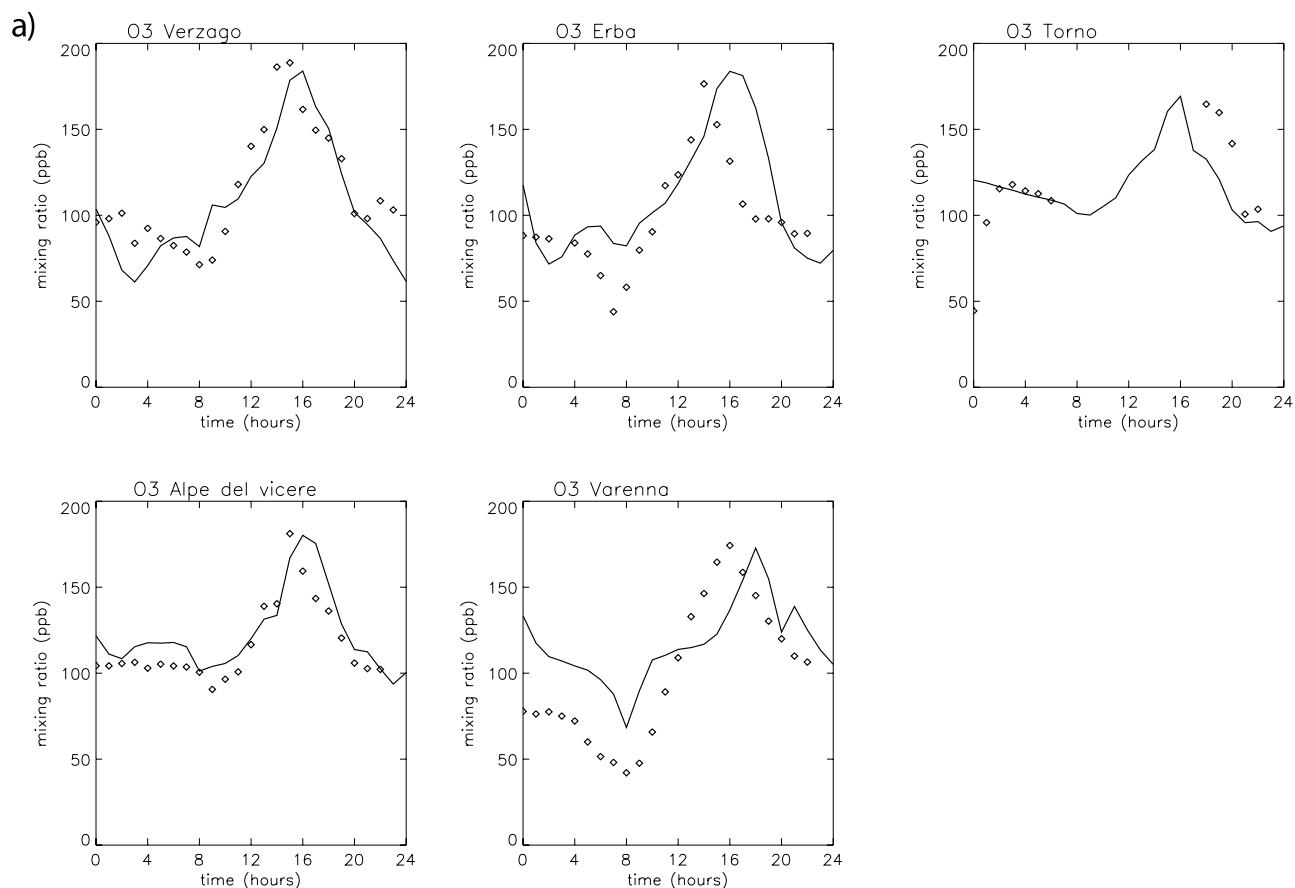 a)
O3 Verzago
200
150
100
50
0
mixing ratio (ppb)
0 4 8 12 16 20 24
time (hours)
O3 Erba
200
150
100
50
0
mixing ratio (ppb)
0 4 8 12 16 20 24
time (hours)
O3 Torno
200
150
100
50
0
mixing ratio (ppb)
0 4 8 12 16 20 24
time (hours)
O3 Alpe del vicere
200
150
100
50
0
mixing ratio (ppb)
0 4 8 12 16 20 24
time (hours)
O3 Varenna
200
150
100
50
0
mixing ratio (ppb)
0 4 8 12 16 20 24
time (hours)